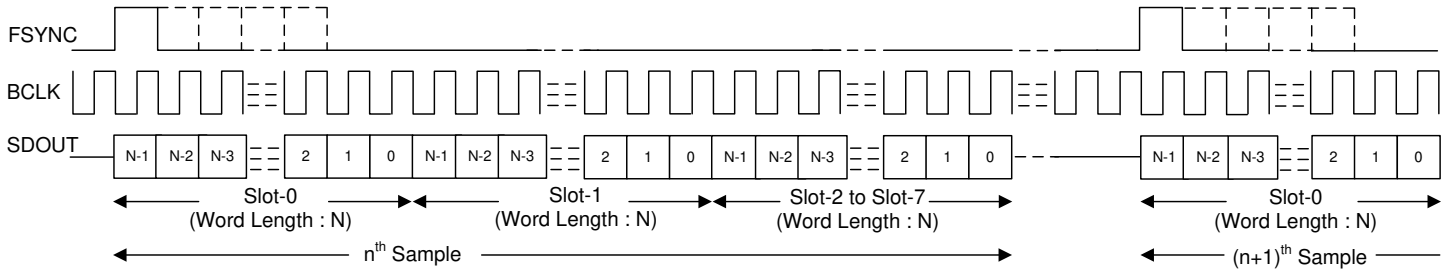 FSYNC
BCLK
SDOUT
N-1 N-2 N-3 2 1 0 N-1 N-2 N-3 2 1 0 N-1 N-2 N-3 2 1 0 N-1 N-2 N-3 2 1 0
Slot-0 Slot-1 Slot-2 to Slot-7 Slot-0
(Word Length : N) (Word Length : N) (Word Length : N) (Word Length : N)
nth Sample (n+1)th Sample